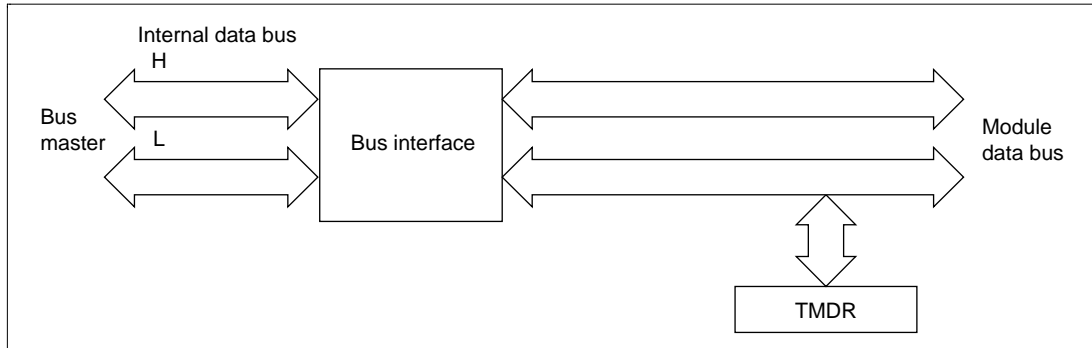 Internal data bus
H
Bus
master
L
Bus interface
Module
data bus
TMDR